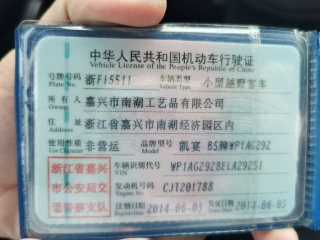 中华人民共和国机动车行驶证
Vehicle License of the People's Republic of China
号牌号码 浙F15511 车辆类型 小型越野客车
Plate No. Vehicle Type
所有人 嘉兴市南湖工艺品有限公司
Owner
住址 浙江省嘉兴市南湖经济园区内
Address
使用性质 非营运 品牌型号 凯宴
Use Character Model WP1AG292
浙江省嘉兴 车辆识别代号 WP1AG2928ELA29251
市公安局交 VIN
发动机号码 CJT201788
委警察支队 注册日期 2014-06-03 发证日期 2014-06-03
Register Date Issue Date